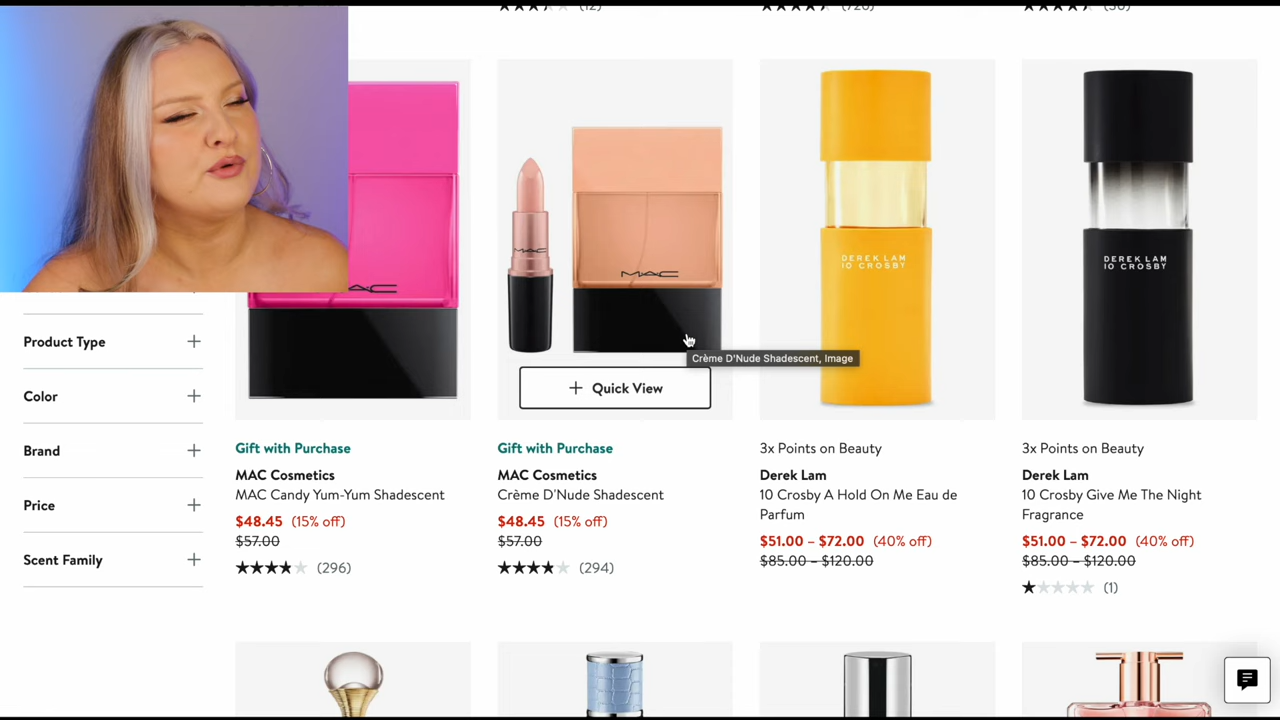 (12)
MAC
MAC
MAC
DEREK LAM
10 CROSBY
DEREK LAM
10 CROSBY
Crème D'Nude Shadescent, Image
Quick View
Product Type
Color
Brand
Price
Scent Family
Gift with Purchase
MAC Cosmetics
MAC Candy Yum-Yum Shadescent
$48.45 (15% off)
$57.00
(296)
Gift with Purchase
MAC Cosmetics
Crème D'Nude Shadescent
$48.45 (15% off)
$57.00
(294)
3x Points on Beauty
Derek Lam
10 Crosby A Hold On Me Eau de
Parfum
$51.00 – $72.00 (40% off)
$85.00 – $120.00
3x Points on Beauty
Derek Lam
10 Crosby Give Me The Night
Fragrance
$51.00 – $72.00 (40% off)
$85.00 – $120.00
(1)